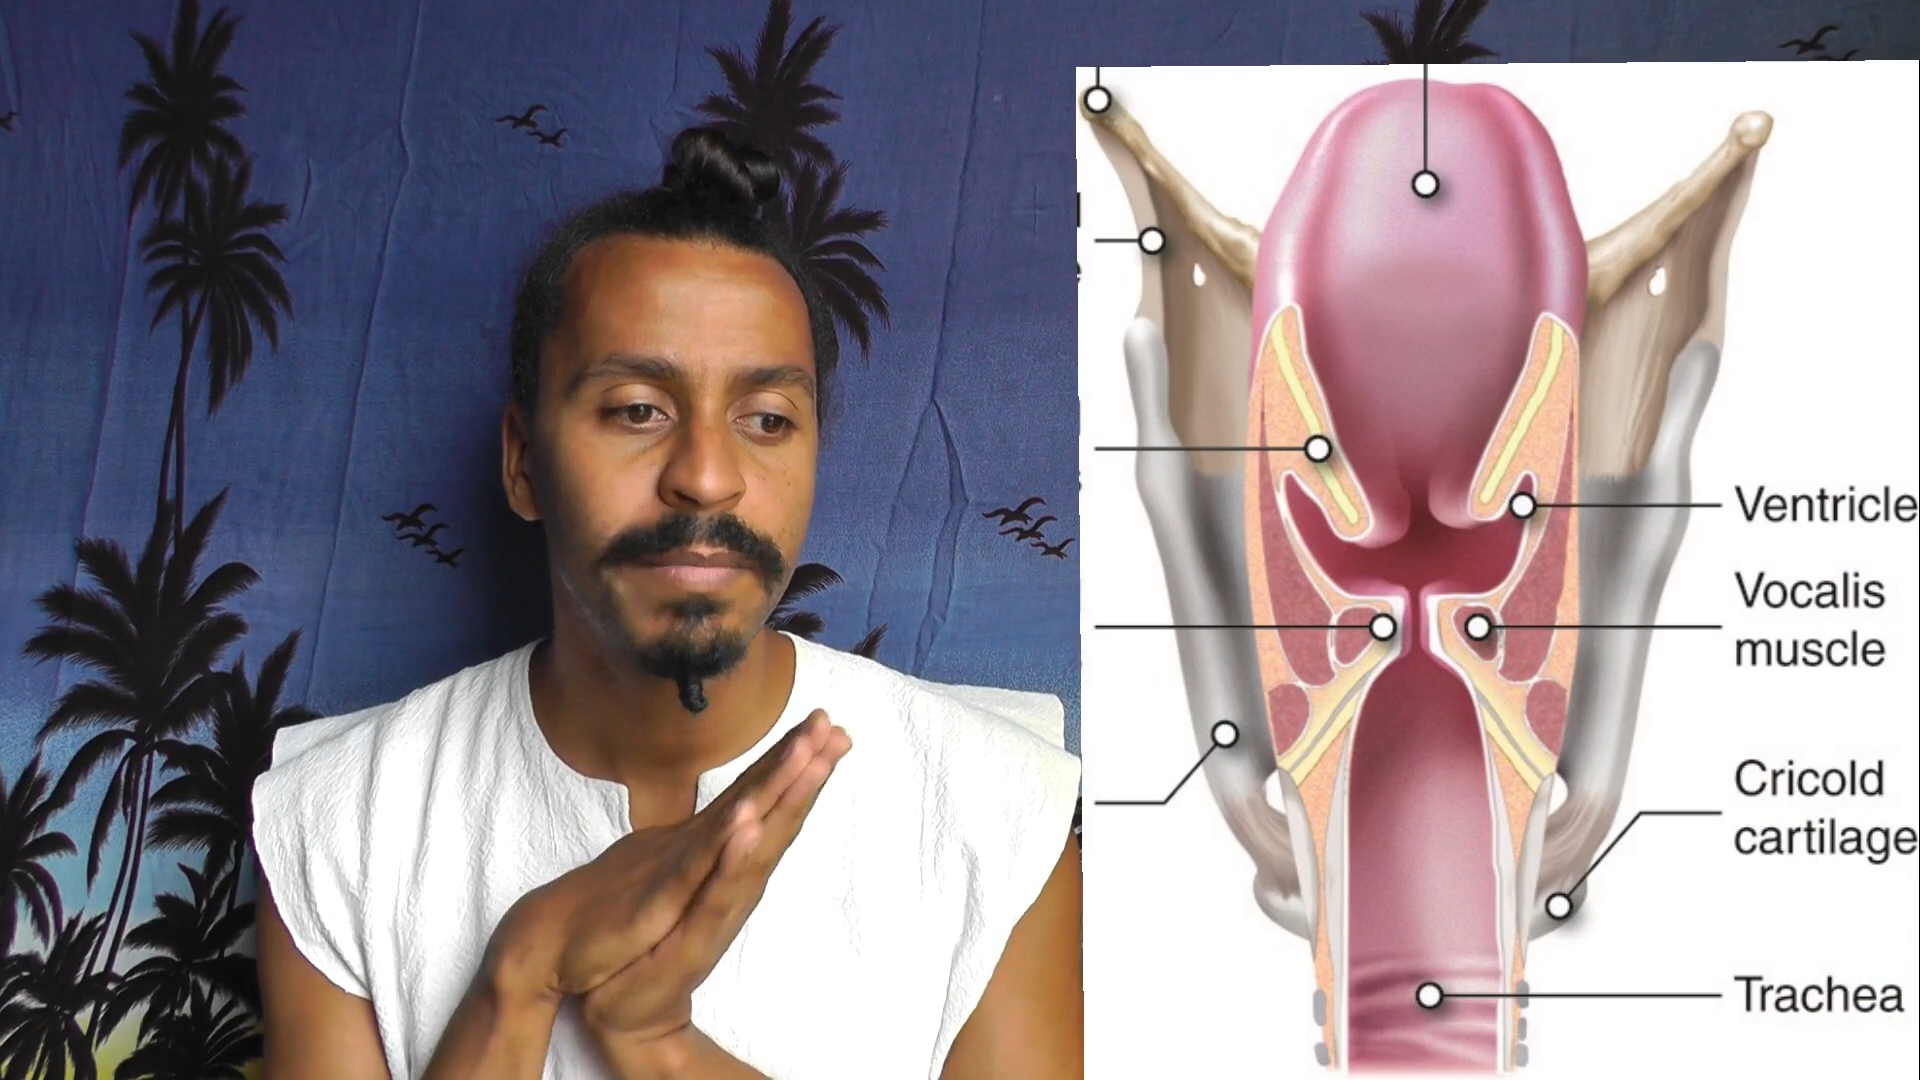 Ventricle
Vocalis
muscle
Cricold
cartilage
Trachea